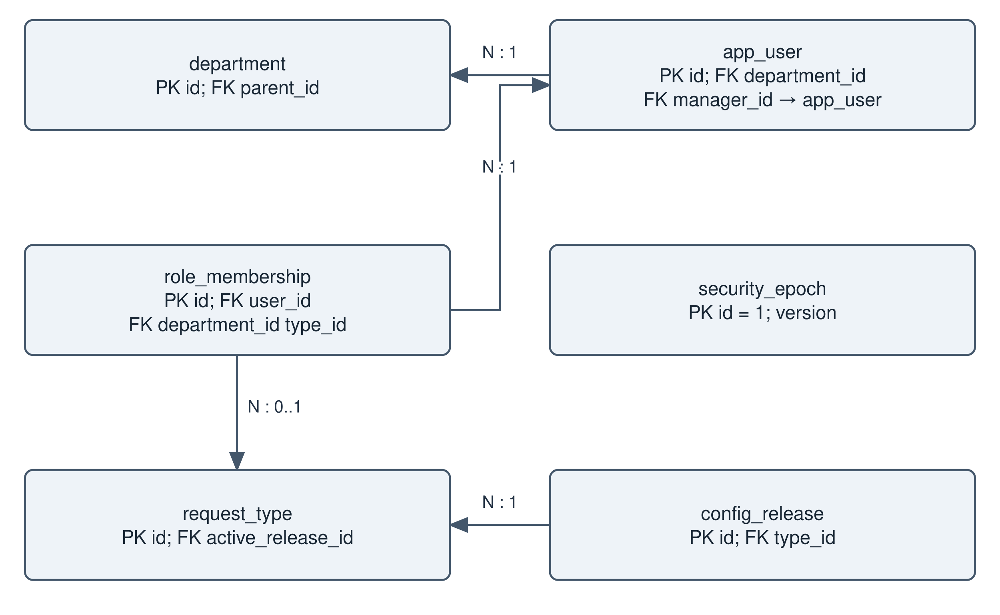 department
PK id; FK parent_id
N : 1
app_user
PK id; FK department_id
FK manager_id → app_user
N : 1
role_membership
PK id; FK user_id
FK department_id type_id
security_epoch
PK id = 1; version
N : 0..1
request_type
PK id; FK active_release_id
N : 1
config_release
PK id; FK type_id